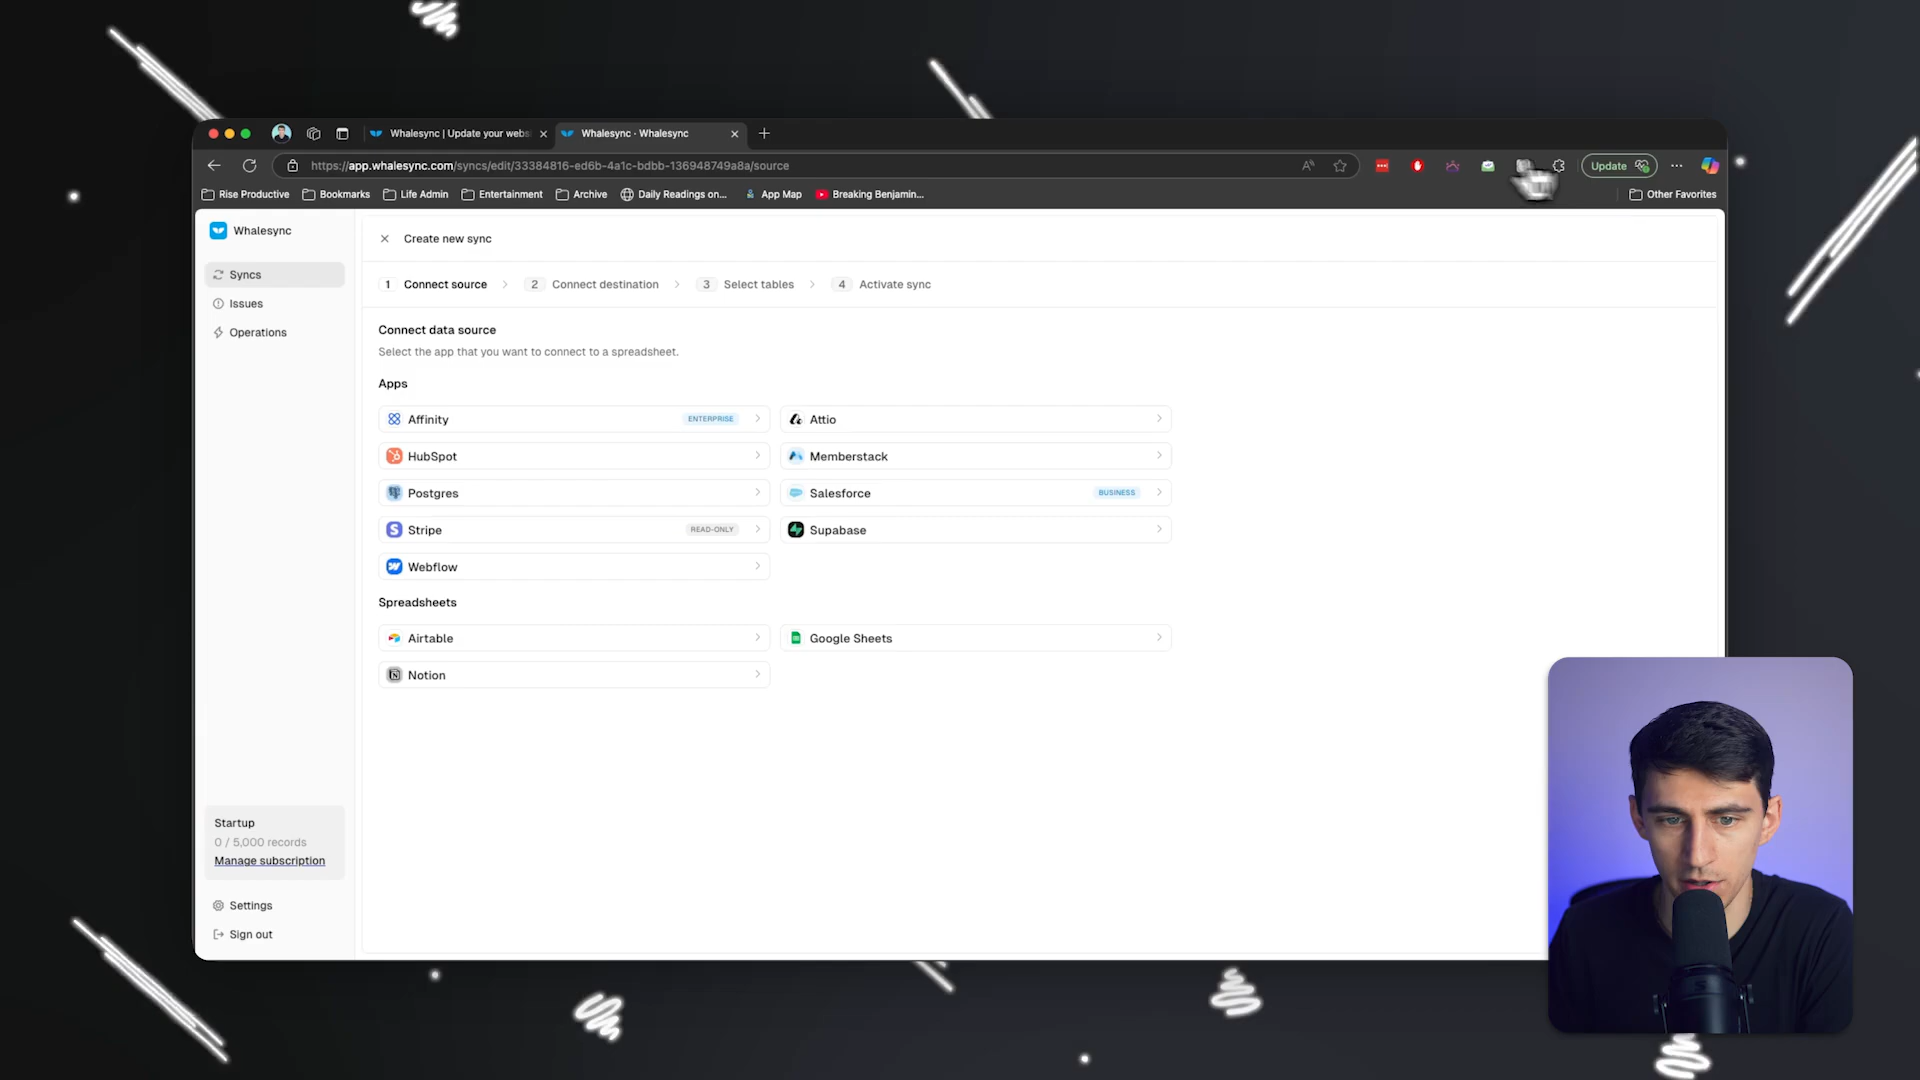 Whalesync | Update your webs
Whalesync · Whalesync
https://app.whalesync.com/syncs/edit/33384816-ed6b-4a1c-bdbb-136948749a8a/source
Update
Rise Productive
Bookmarks
Life Admin
Entertainment
Archive
Daily Readings on...
App Map
Breaking Benjamin...
Other Favorites
Whalesync
Syncs
Issues
Operations
Create new sync
1 Connect source
2 Connect destination
3 Select tables
4 Activate sync
Connect data source
Select the app that you want to connect to a spreadsheet.
Apps
Affinity ENTERPRISE
Attio
HubSpot
Memberstack
Postgres
Salesforce BUSINESS
Stripe READ-ONLY
Supabase
Webflow
Spreadsheets
Airtable
Google Sheets
Notion
Startup
0 / 5,000 records
Manage subscription
Settings
Sign out